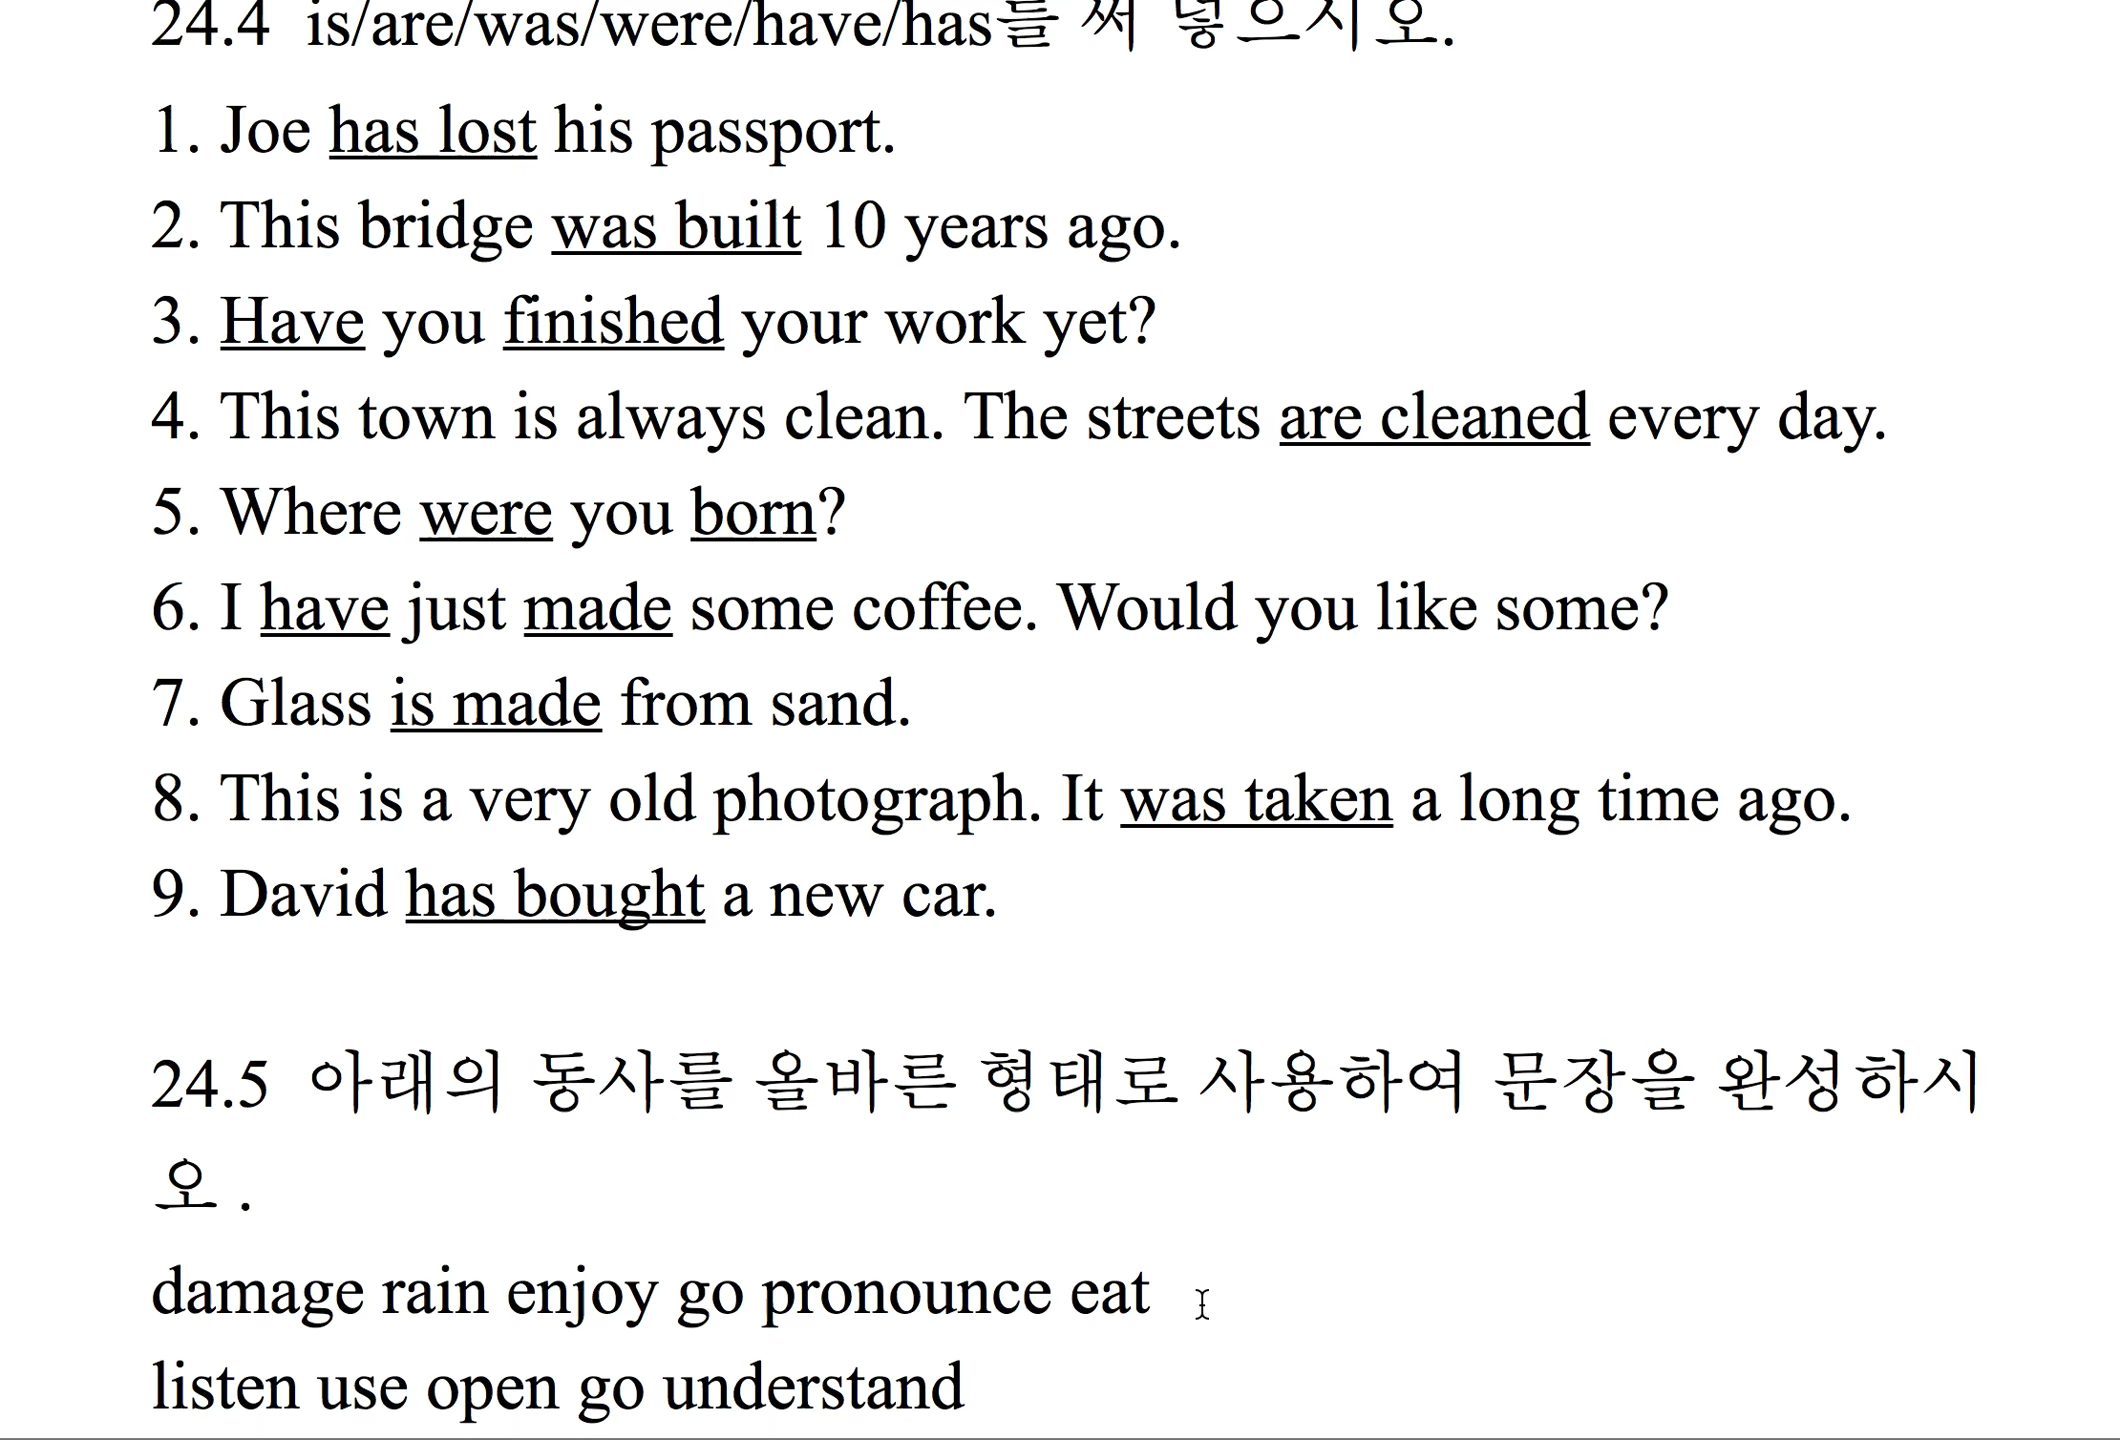 24.4 is/are/was/were/have/has를 써 넣으시오.
1. Joe has lost his passport.
2. This bridge was built 10 years ago.
3. Have you finished your work yet?
4. This town is always clean. The streets are cleaned every day.
5. Where were you born?
6. I have just made some coffee. Would you like some?
7. Glass is made from sand.
8. This is a very old photograph. It was taken a long time ago.
9. David has bought a new car.
24.5 아래의 동사를 올바른 형태로 사용하여 문장을 완성하시
오 .
damage rain enjoy go pronounce eat
listen use open go understand